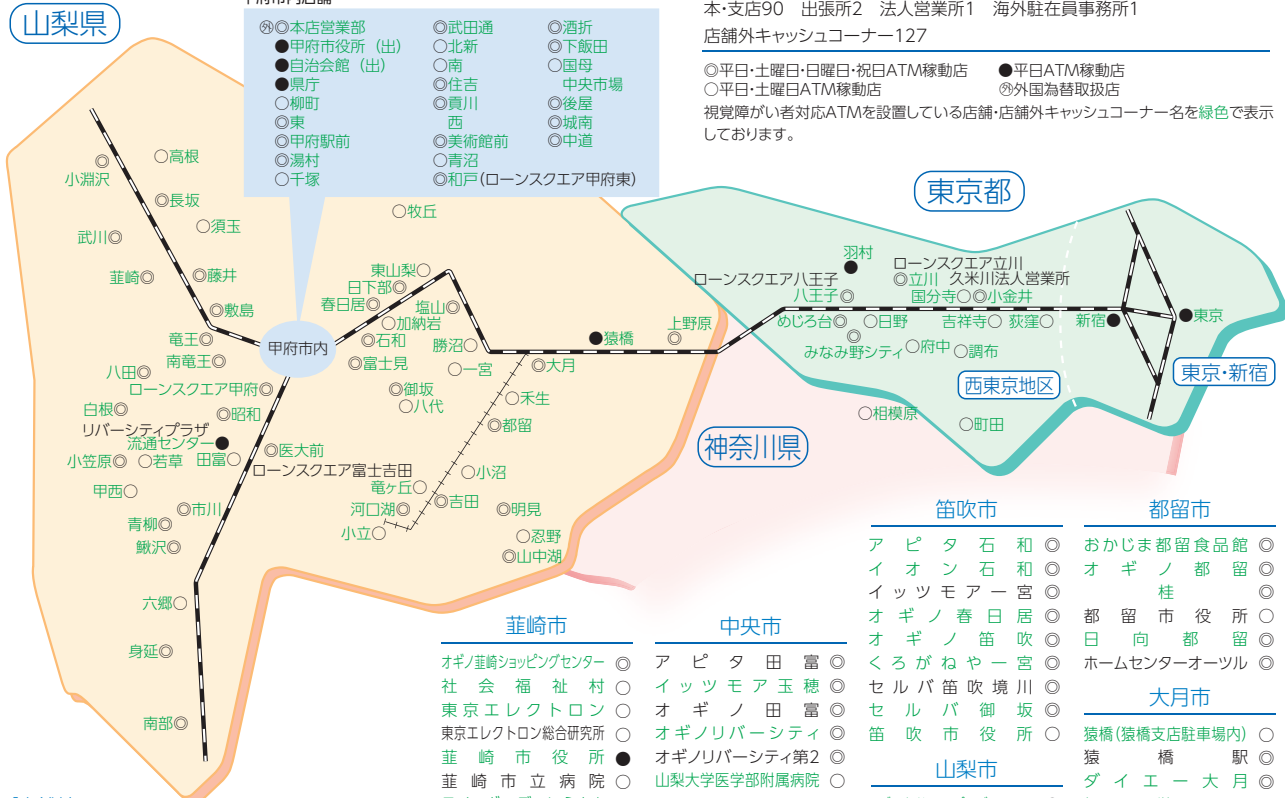 山梨県
甲府市内店舗
㊕◎本店営業部
●甲府市役所（出）
●自治会館（出）
●県庁
○柳町
◎東
◎甲府駅前
◎湯村
○千塚
◎武田通
○北新
○南
◎住吉
◎貢川
西
◎美術館前
○青沼
◎和戸(ローンスクエア甲府東)
◎酒折
◎下飯田
○国母
中央市場
◎後屋
◎城南
◎中道
本・支店90 出張所2 法人営業所1 海外駐在員事務所1
店舗外キャッシュコーナー127
◎平日・土曜日・日曜日・祝日ATM稼動店 ●平日ATM稼動店
○平日・土曜日ATM稼動店 外外国為替取扱店
視覚障がい者対応ATMを設置している店舗・店舗外キャッシュコーナー名を緑色で表示
しております。
◎
小淵沢
○高根
◎長坂
○須玉
武川◎
韮崎◎
◎藤井
◎敷島
竜王◎
南竜王◎
八田◎
ローンスクエア甲府◎
白根◎
◎昭和
リバーシティプラザ
流通センター●
小笠原◎ ○若草 田富○
甲西○
◎市川
青柳◎
鰍沢◎
六郷○
身延◎
南部◎
甲府市内
◎医大前
ローンスクエア富士吉田
○牧丘
東山梨○
日下部◎
春日居◎
塩山◎
○加納岩
◎石和
勝沼○
◎富士見
○一宮
◎御坂
○八代
◎大月
○禾生
◎都留
○小沼
竜ヶ丘○
河口湖◎
◎吉田
小立○
◎明見
○忍野
◎山中湖
●猿橋
上野原
◎
神奈川県
東京都
羽村
●
ローンスクエア八王子
八王子◎
ローンスクエア立川
◎立川 久米川法人営業所
国分寺○◎小金井
めじろ台◎ ○日野 吉祥寺○ 荻窪○ 新宿● ●東京
◎
みなみ野シティ ○府中 ○調布
西東京地区
東京・新宿
○相模原
○町田
韮崎市
オギノ韮崎ショッピングセンター ◎
社会福祉村 ○
東京エレクトロン ○
東京エレクトロン総合研究所 ○
韮崎市役所 ●
韮崎市立病院 ○
中央市
アピタ田富 ◎
イッツモア玉穂 ◎
オギノ田富 ◎
オギノリバーシティ ◎
オギノリバーシティ第2 ◎
山梨大学医学部附属病院 ○
笛吹市
アピタ石和 ◎
イオン石和 ◎
イッツモア一宮 ◎
オギノ春日居 ◎
オギノ笛吹 ◎
くろがねや一宮 ◎
セルバ笛吹境川 ◎
セルバ御坂 ◎
笛吹市役所 ○
山梨市
都留市
おかじま都留食品館 ◎
オギノ都留 ◎
桂 ◎
都留市役所 ○
日向都留 ◎
ホームセンターオーツル ◎
大月市
猿橋(猿橋支店駐車場内) ○
猿橋駅 ◎
ダイエー大月 ◎